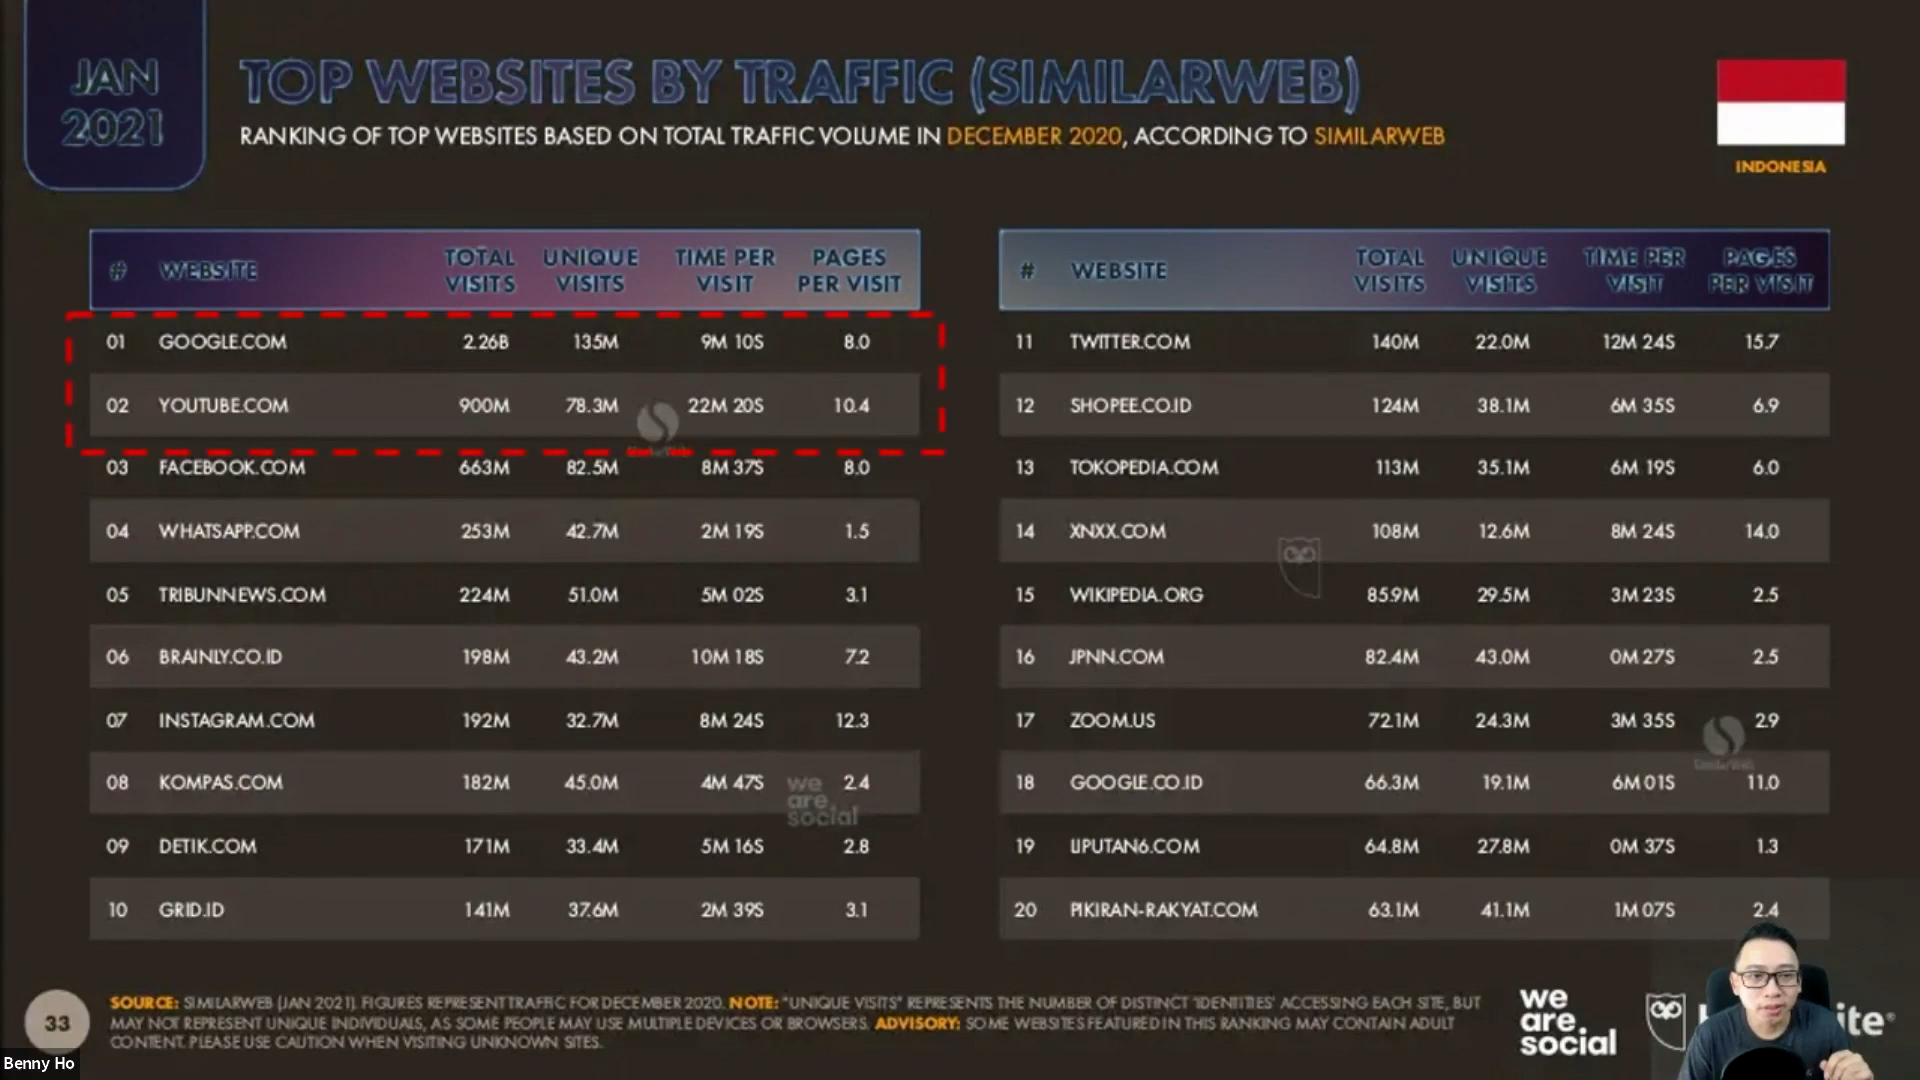 JAN
2021
TOP WEBSITES BY TRAFFIC (SIMILARWEB)
RANKING OF TOP WEBSITES BASED ON TOTAL TRAFFIC VOLUME IN DECEMBER 2020, ACCORDING TO SIMILARWEB
INDONESIA
# WEBSITE TOTAL VISITS UNIQUE VISITS TIME PER VISIT PAGES PER VISIT
01 GOOGLE.COM 2.26B 135M 9M 10S 8.0
02 YOUTUBE.COM 900M 78.3M 22M 20S 10.4
03 FACEBOOK.COM 663M 82.5M 8M 37S 8.0
04 WHATSAPP.COM 253M 42.7M 2M 19S 1.5
05 TRIBUNNEWS.COM 224M 51.0M 5M 02S 3.1
06 BRAINLY.CO.ID 198M 43.2M 10M 18S 7.2
07 INSTAGRAM.COM 192M 32.7M 8M 24S 12.3
08 KOMPAS.COM 182M 45.0M 4M 47S 2.4
09 DETIK.COM 171M 33.4M 5M 16S 2.8
10 GRID.ID 141M 37.6M 2M 39S 3.1
we
are
social
# WEBSITE TOTAL VISITS UNIQUE VISITS TIME PER VISIT PAGES PER VISIT
11 TWITTER.COM 140M 22.0M 12M 24S 15.7
12 SHOPEE.CO.ID 124M 38.1M 6M 35S 6.9
13 TOKOPEDIA.COM 113M 35.1M 6M 19S 6.0
14 XNXX.COM 108M 12.6M 8M 24S 14.0
15 WIKIPEDIA.ORG 85.9M 29.5M 3M 23S 2.5
16 JPNN.COM 82.4M 43.0M 0M 27S 2.5
17 ZOOM.US 72.1M 24.3M 3M 35S 2.9
18 GOOGLE.CO.ID 66.3M 19.1M 6M 01S 11.0
19 LIPUTAN6.COM 64.8M 27.8M 0M 37S 1.3
20 PIKIRAN-RAKYAT.COM 63.1M 41.1M 1M 07S 2.4
33
SOURCE: SIMILARWEB (JAN 2021). FIGURES REPRESENT TRAFFIC FOR DECEMBER 2020. NOTE: "UNIQUE VISITS" REPRESENTS THE NUMBER OF DISTINCT 'IDENTITIES' ACCESSING EACH SITE, BUT
MAY NOT REPRESENT UNIQUE INDIVIDUALS, AS SOME PEOPLE MAY USE MULTIPLE DEVICES OR BROWSERS. ADVISORY: SOME WEBSITES FEATURED IN THIS RANKING MAY CONTAIN ADULT
CONTENT. PLEASE USE CAUTION WHEN VISITING UNKNOWN SITES.
we
are
social
Benny Ho